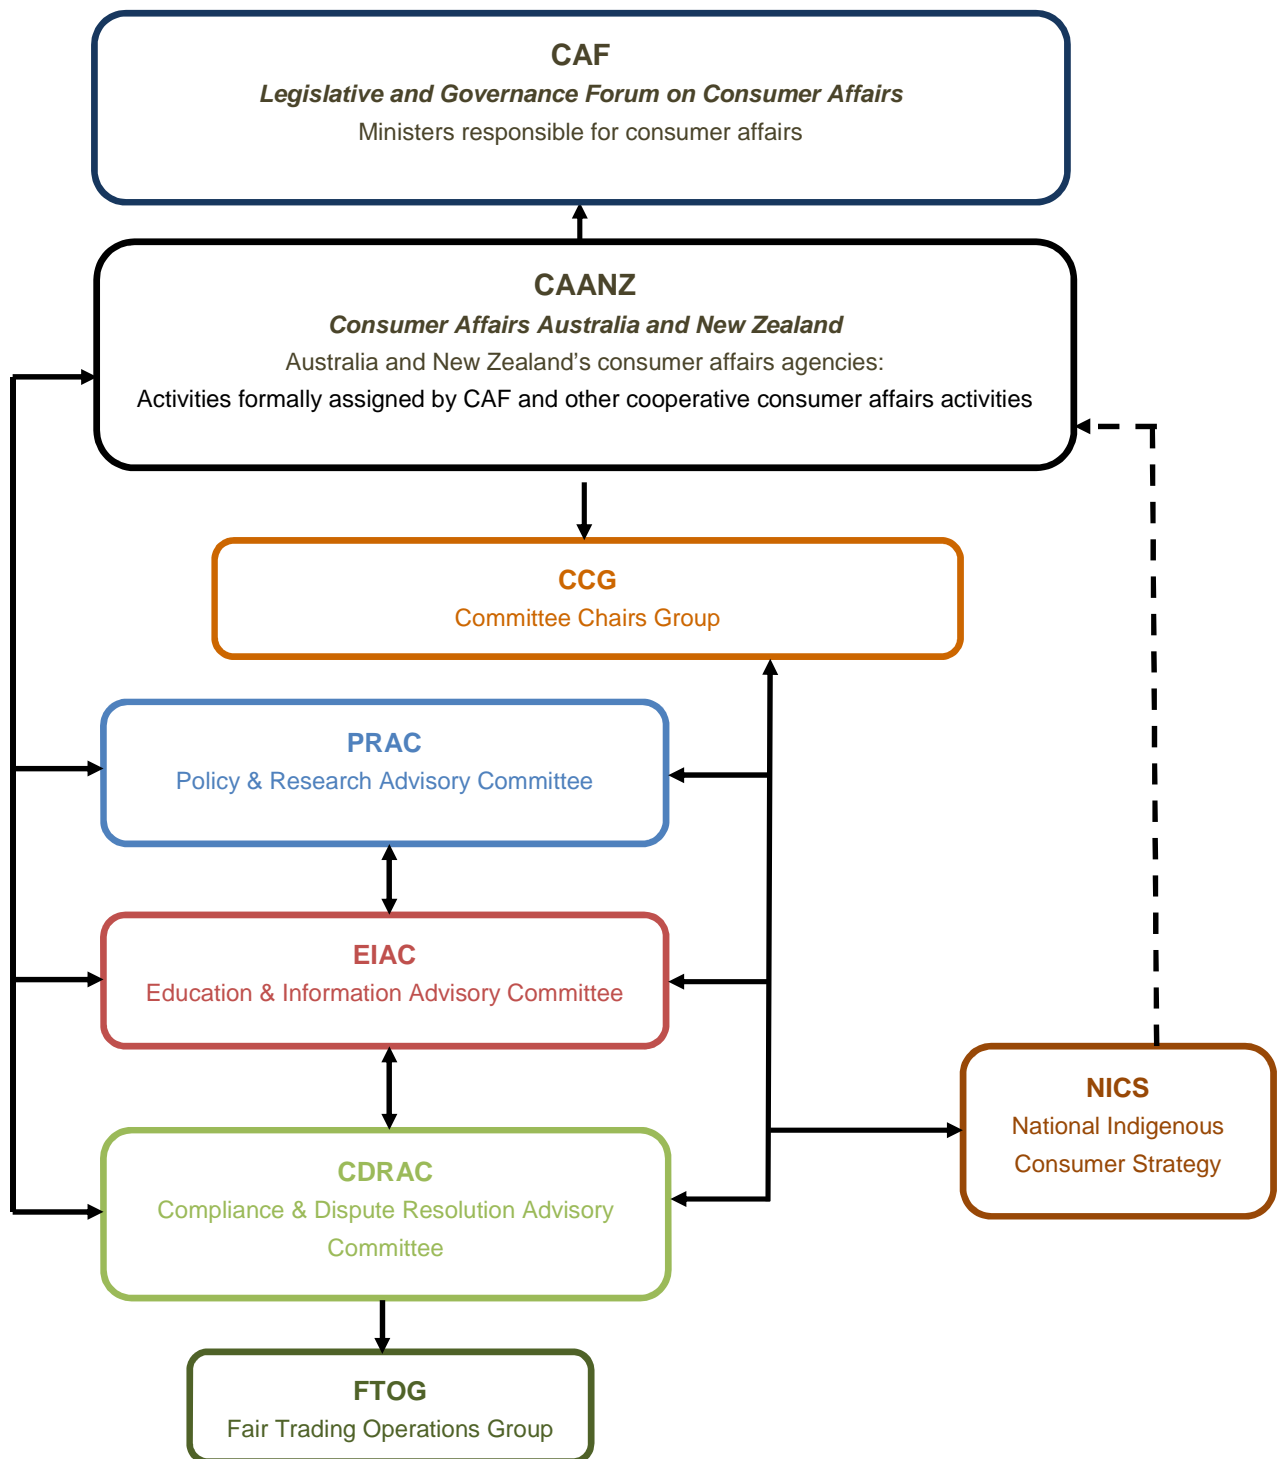 CAF
Legislative and Governance Forum on Consumer Affairs
Ministers responsible for consumer affairs
CAANZ
Consumer Affairs Australia and New Zealand
Australia and New Zealand’s consumer affairs agencies:
Activities formally assigned by CAF and other cooperative consumer affairs activities
CCG
Committee Chairs Group
PRAC
Policy & Research Advisory Committee
EIAC
Education & Information Advisory Committee
NICS
National Indigenous
Consumer Strategy
CDRAC
Compliance & Dispute Resolution Advisory
Committee
FTOG
Fair Trading Operations Group